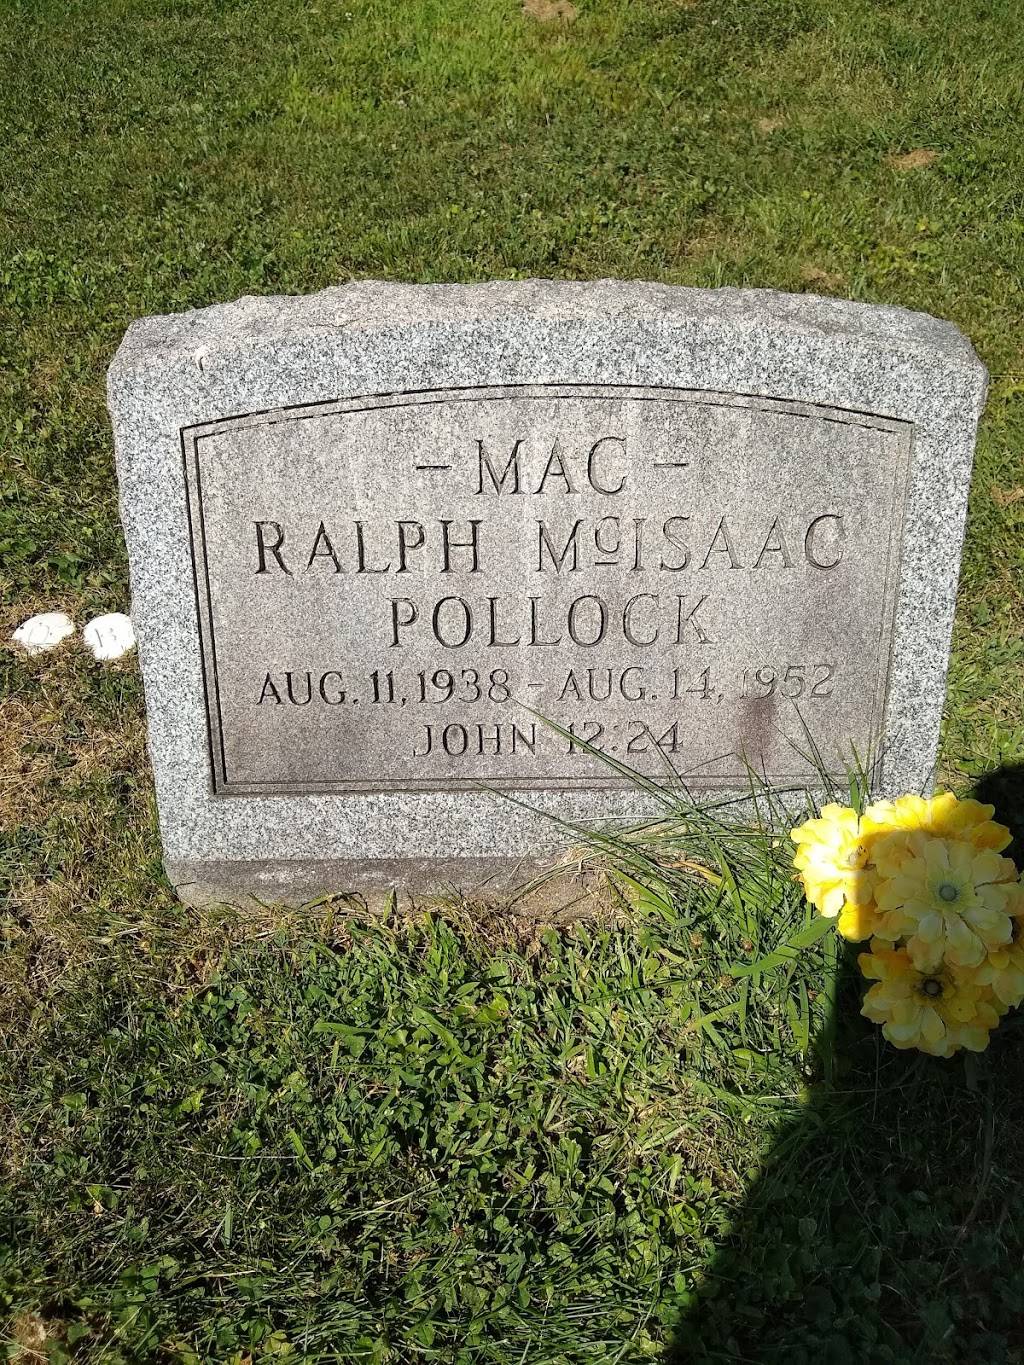 - MAC -
RALPH McISAAC
POLLOCK
AUG. 11, 1938 - AUG. 14, 1952
JOHN 12:24